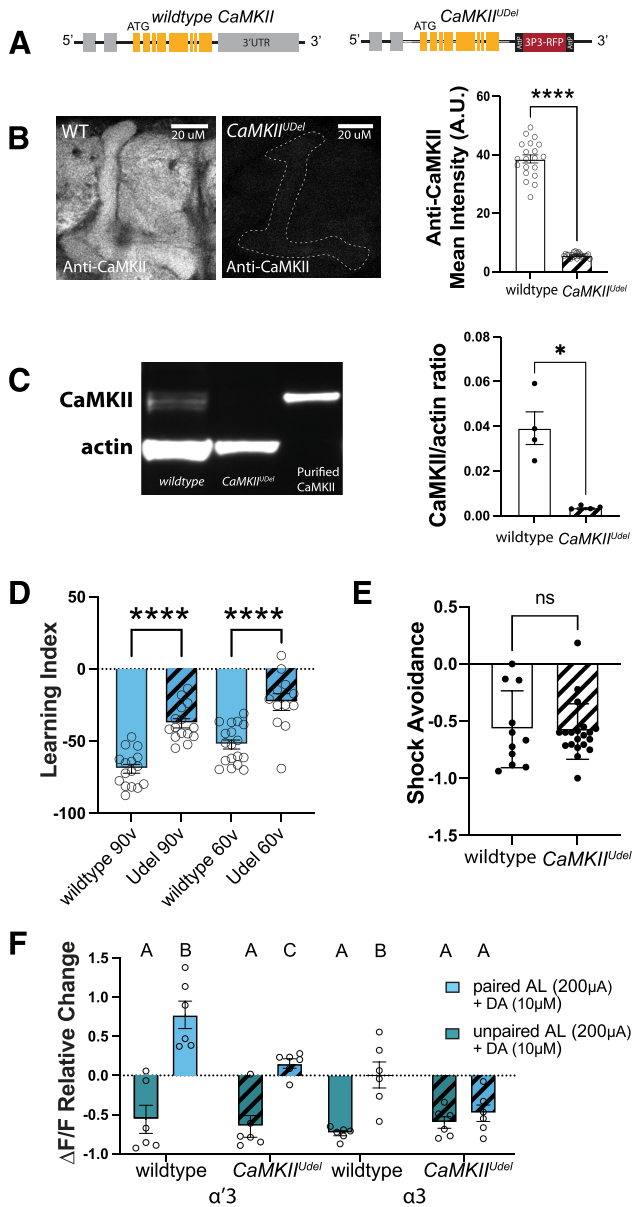 A
wildtype CaMKII
5′ ATG 3′UTR 3′
CaMKII^UDel
5′ ATG AttP 3P3-RFP AttP 3′
B
WT
20 uM
Anti-CaMKII
CaMKII^UDel
20 uM
Anti-CaMKII
Anti-CaMKII
Mean Intensity (A.U.)
60
40
20
0
****
wildtype CaMKII^Udel
C
CaMKII
actin
wildtype CaMKII^UDel Purified
CaMKII
CaMKII/actin ratio
0.08
0.06
0.04
0.02
0.00
*
wildtype CaMKII^Udel
D
Learning Index
50
0
-50
-100
**** ****
wildtype 90v
Udel 90v
wildtype 60v
Udel 60v
E
Shock Avoidance
0.5
0.0
-0.5
-1.0
-1.5
ns
wildtype CaMKII^Udel
F
ΔF/F Relative Change
1.5
1.0
0.5
0.0
-0.5
-1.0
A B A C A B A A
paired AL (200µA)
+ DA (10µM)
unpaired AL (200µA)
+ DA (10µM)
wildtype CaMKII^Udel wildtype CaMKII^Udel
α′3 α3